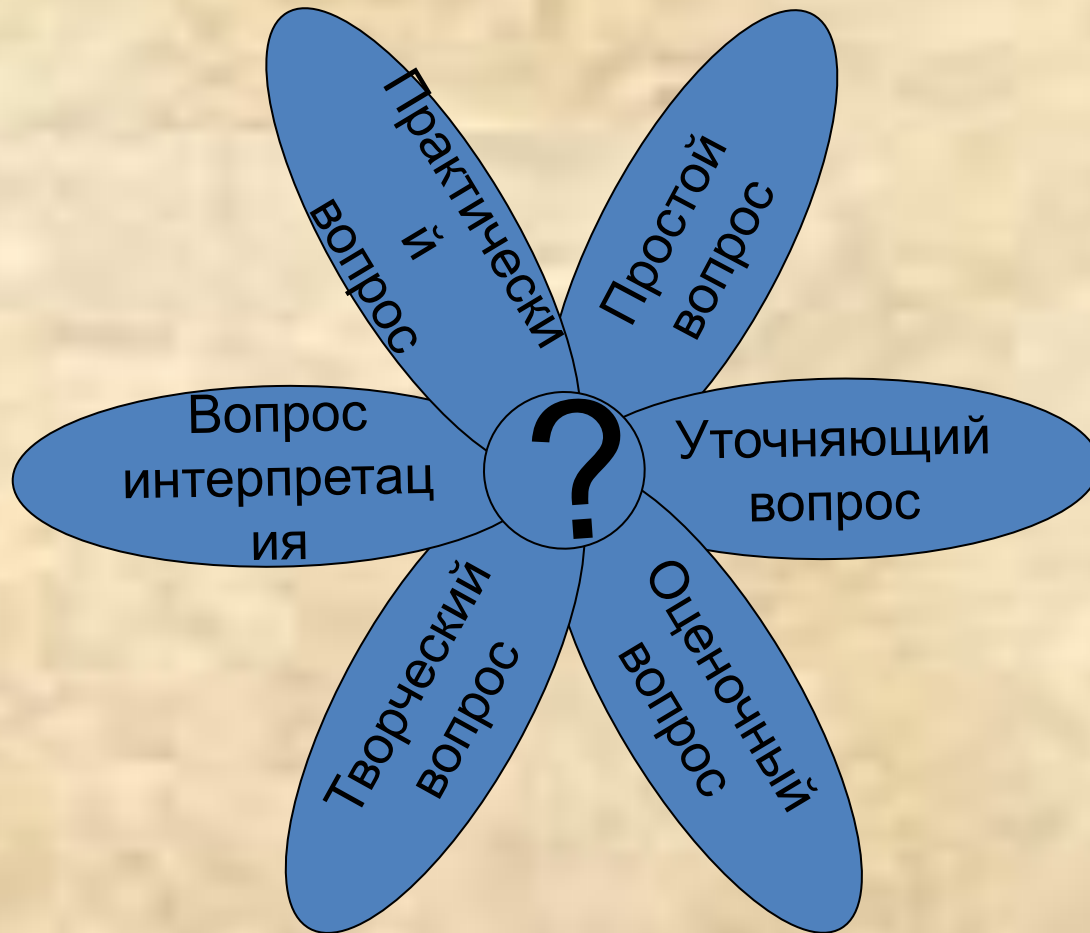 Практически
й
вопрос
Простой
вопрос
Вопрос
интерпретац
ия
?
Уточняющий
вопрос
Творческий
вопрос
Оценочный
вопрос